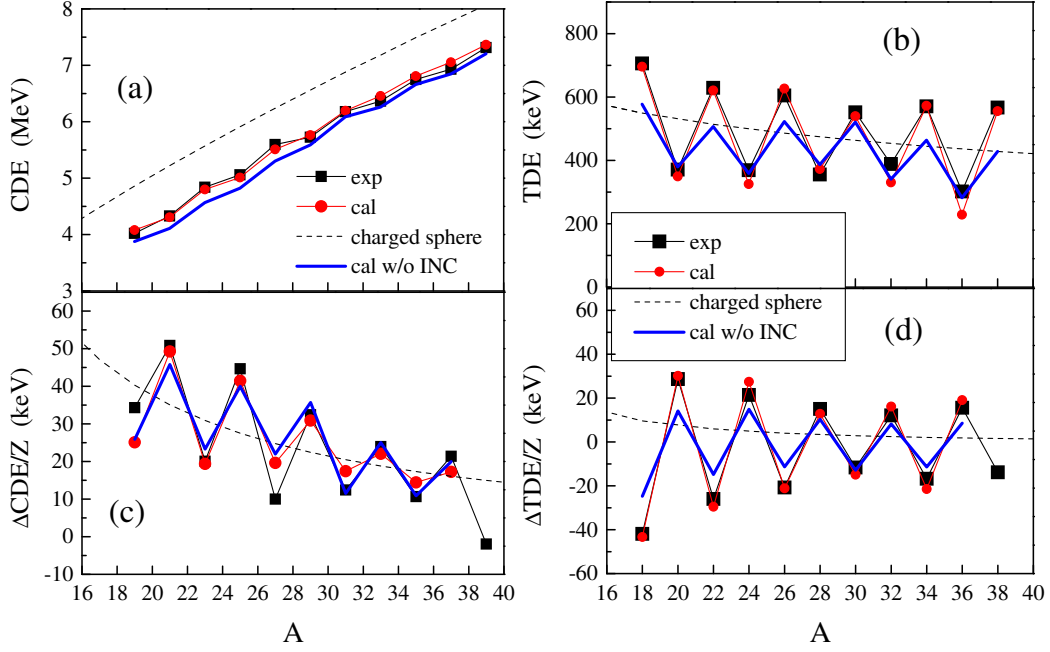 8
7
6
5
4
3
CDE (MeV)
(a)
exp
cal
charged sphere
cal w/o INC
800
600
400
200
0
TDE (keV)
(b)
exp
cal
charged sphere
cal w/o INC
60
50
40
30
20
10
0
-10
ΔCDE/Z (keV)
(c)
16 18 20 22 24 26 28 30 32 34 36 38 40
A
60
40
20
0
-20
-40
-60
ΔTDE/Z (keV)
(d)
16 18 20 22 24 26 28 30 32 34 36 38 40
A